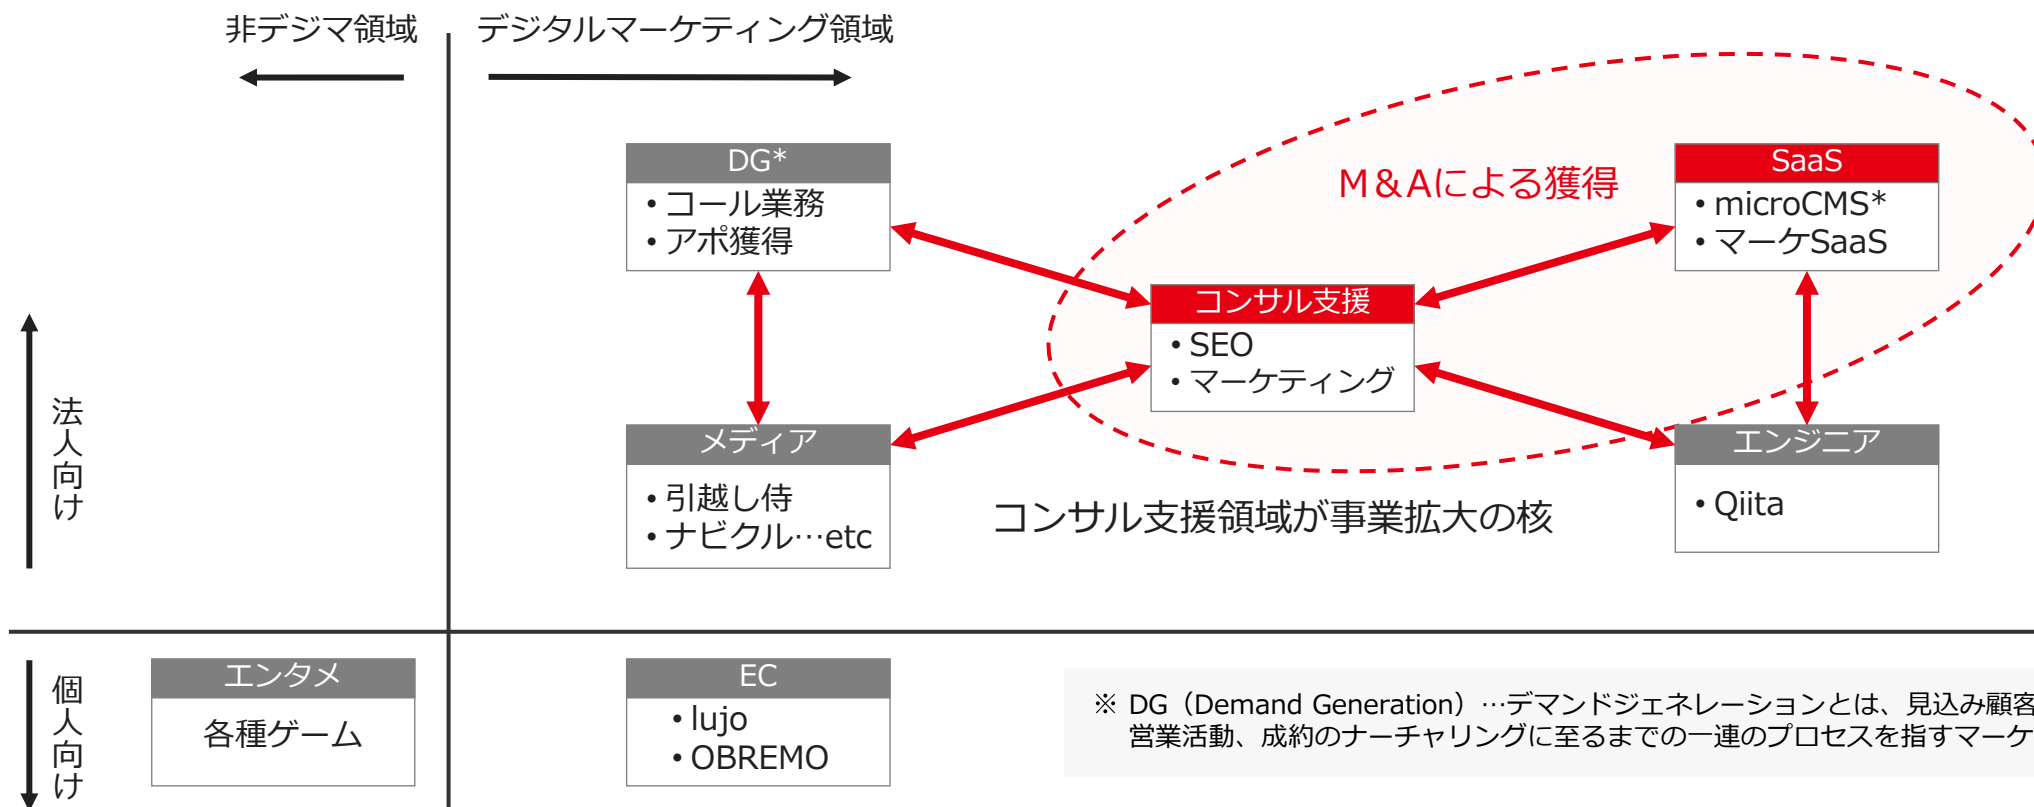 非デジマ領域
デジタルマーケティング領域
DG*
• コール業務
• アポ獲得
M&Aによる獲得
SaaS
• microCMS*
• マーケSaaS
コンサル支援
• SEO
• マーケティング
法人向け
メディア
• 引越し侍
• ナビクル…etc
エンジニア
• Qiita
コンサル支援領域が事業拡大の核
個人向け
エンタメ
各種ゲーム
EC
• lujo
• OBREMO
※ DG（Demand Generation）…デマンドジェネレーションとは、見込み顧客
営業活動、成約のナーチャリングに至るまでの一連のプロセスを指すマーケ